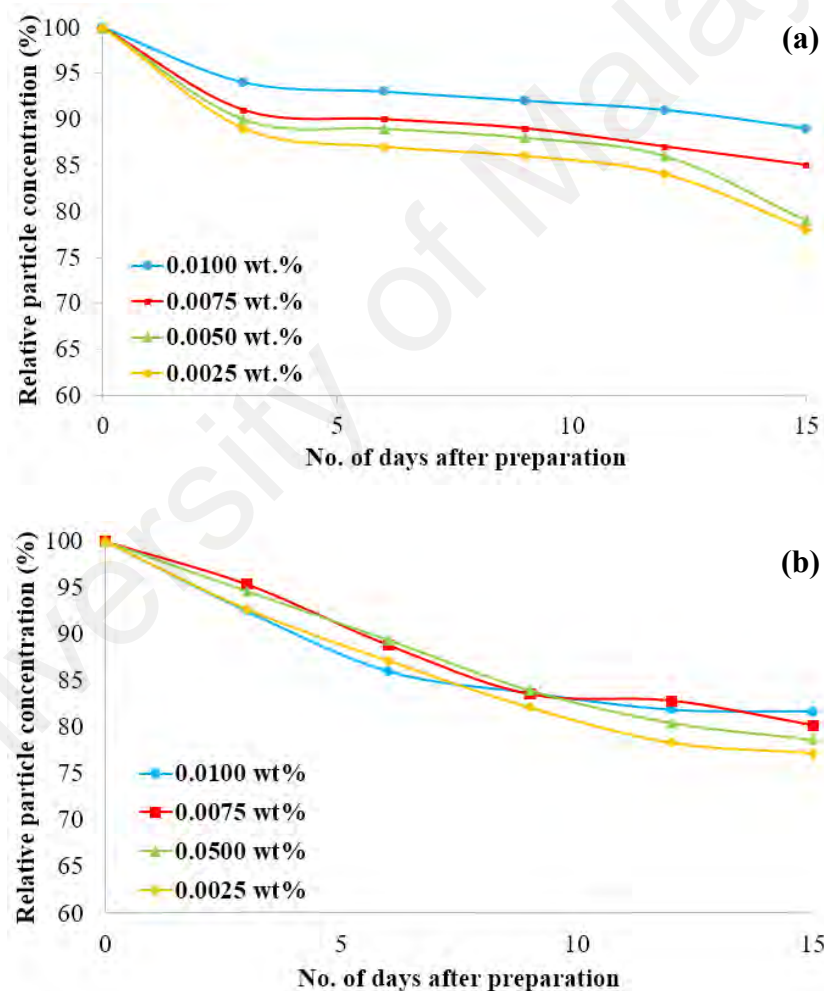 (a)
Relative particle concentration (%)
100
95
90
85
80
75
70
65
60
0.0100 wt.%
0.0075 wt.%
0.0050 wt.%
0.0025 wt.%
0 5 10 15
No. of days after preparation
(b)
Relative particle concentration (%)
100
95
90
85
80
75
70
65
60
0.0100 wt%
0.0075 wt%
0.0500 wt%
0.0025 wt%
0 5 10 15
No. of days after preparation
University of Malay